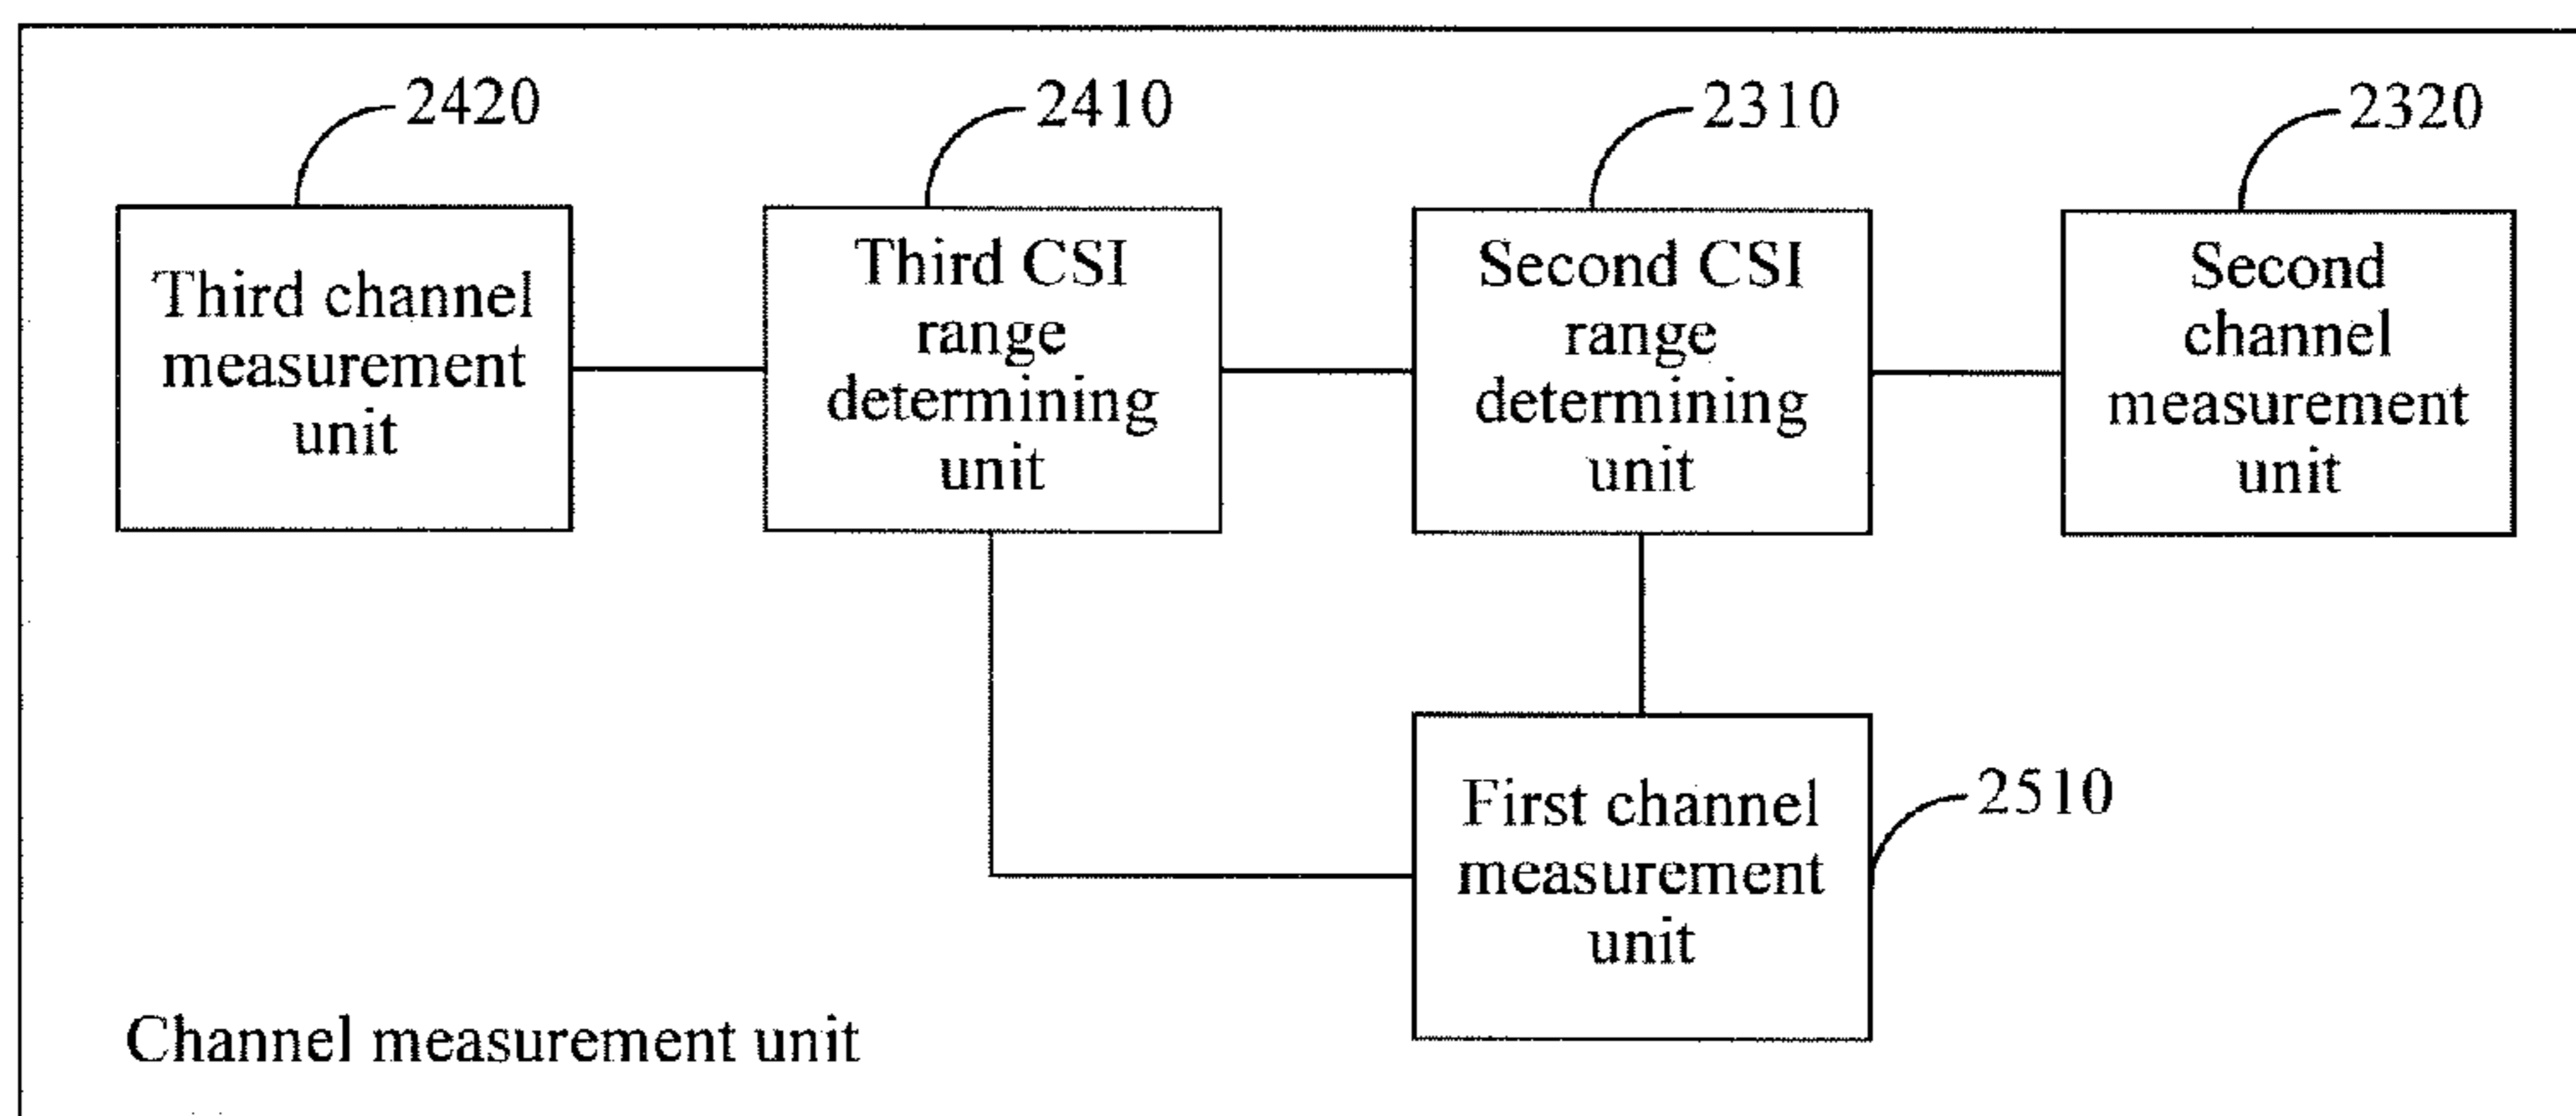 2420
2410
2310
2320
Third channel
measurement
unit
Third CSI
range
determining
unit
Second CSI
range
determining
unit
Second
channel
measurement
unit
First channel
measurement
unit
2510
Channel measurement unit